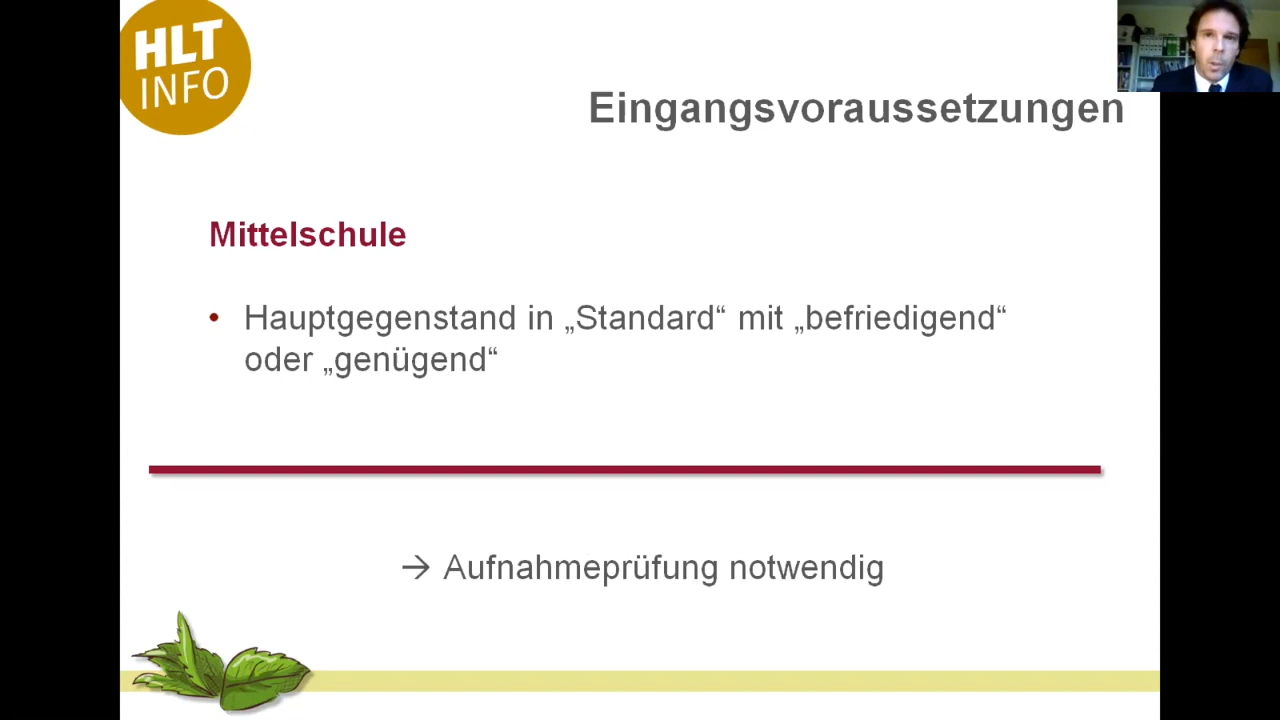 HLT
INFO
Eingangsvoraussetzungen
Mittelschule
• Hauptgegenstand in „Standard“ mit „befriedigend“
oder „genügend“
→ Aufnahmeprüfung notwendig